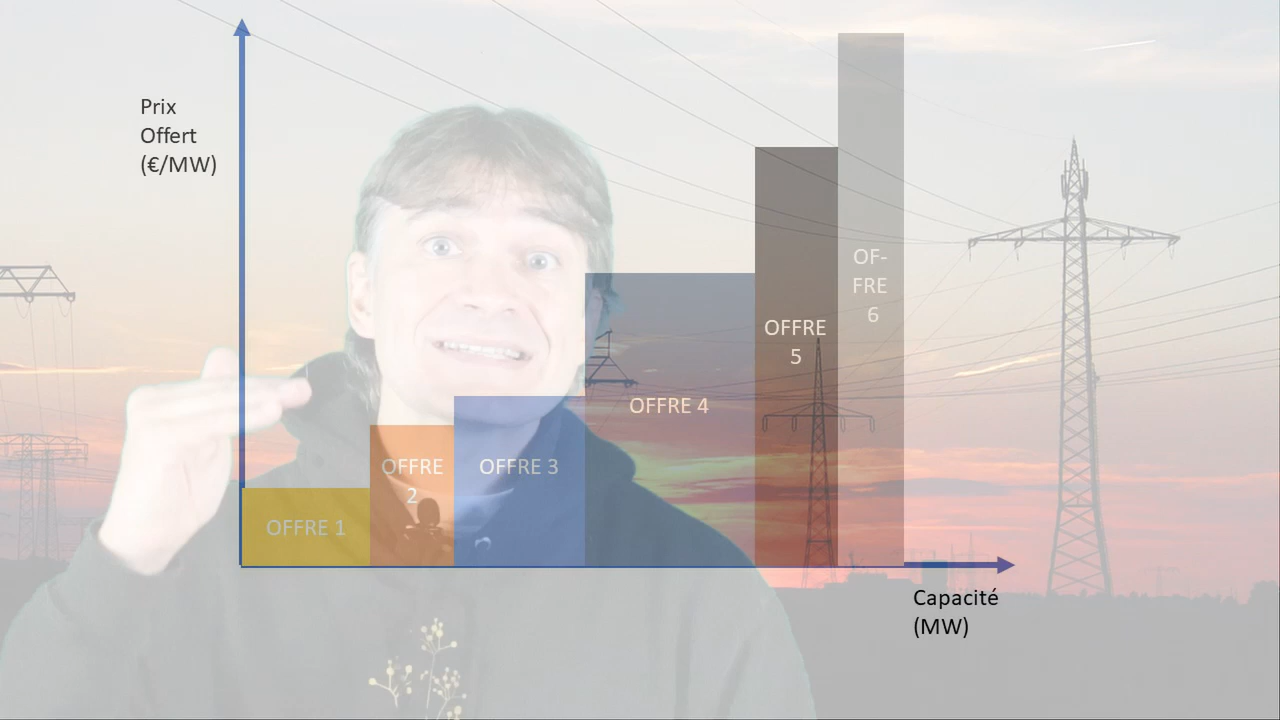 Prix
Offert
(€/MW)
OF-
FRE
6
OFFRE
5
OFFRE 4
OFFRE
2
OFFRE 3
OFFRE 1
Capacité
(MW)